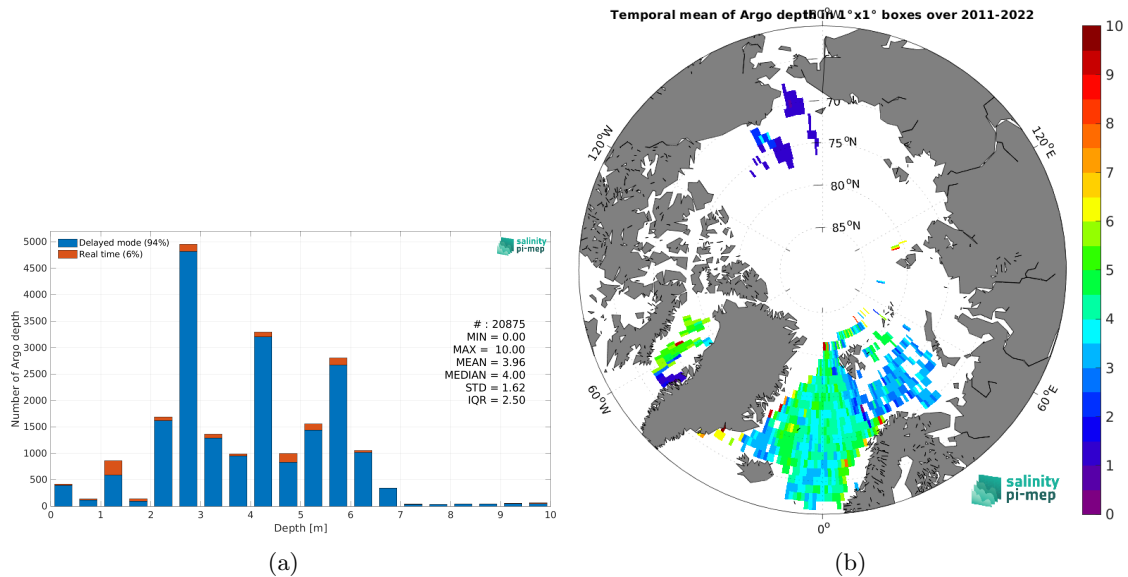 Temporal mean of Argo depth in 1°x1° boxes over 2011-2022
180°W
120°W
120°E
60°W
60°E
0°
70
75°N
80°N
85°N
10
9
8
7
6
5
4
3
2
1
0
salinity
pi-mep
Delayed mode (94%)
Real time (6%)
salinity
pi-mep
# : 20875
MIN = 0.00
MAX = 10.00
MEAN = 3.96
MEDIAN = 4.00
STD = 1.62
IQR = 2.50
Number of Argo depth
5000
4500
4000
3500
3000
2500
2000
1500
1000
500
0
0 1 2 3 4 5 6 7 8 9 10
Depth [m]
(a)
(b)